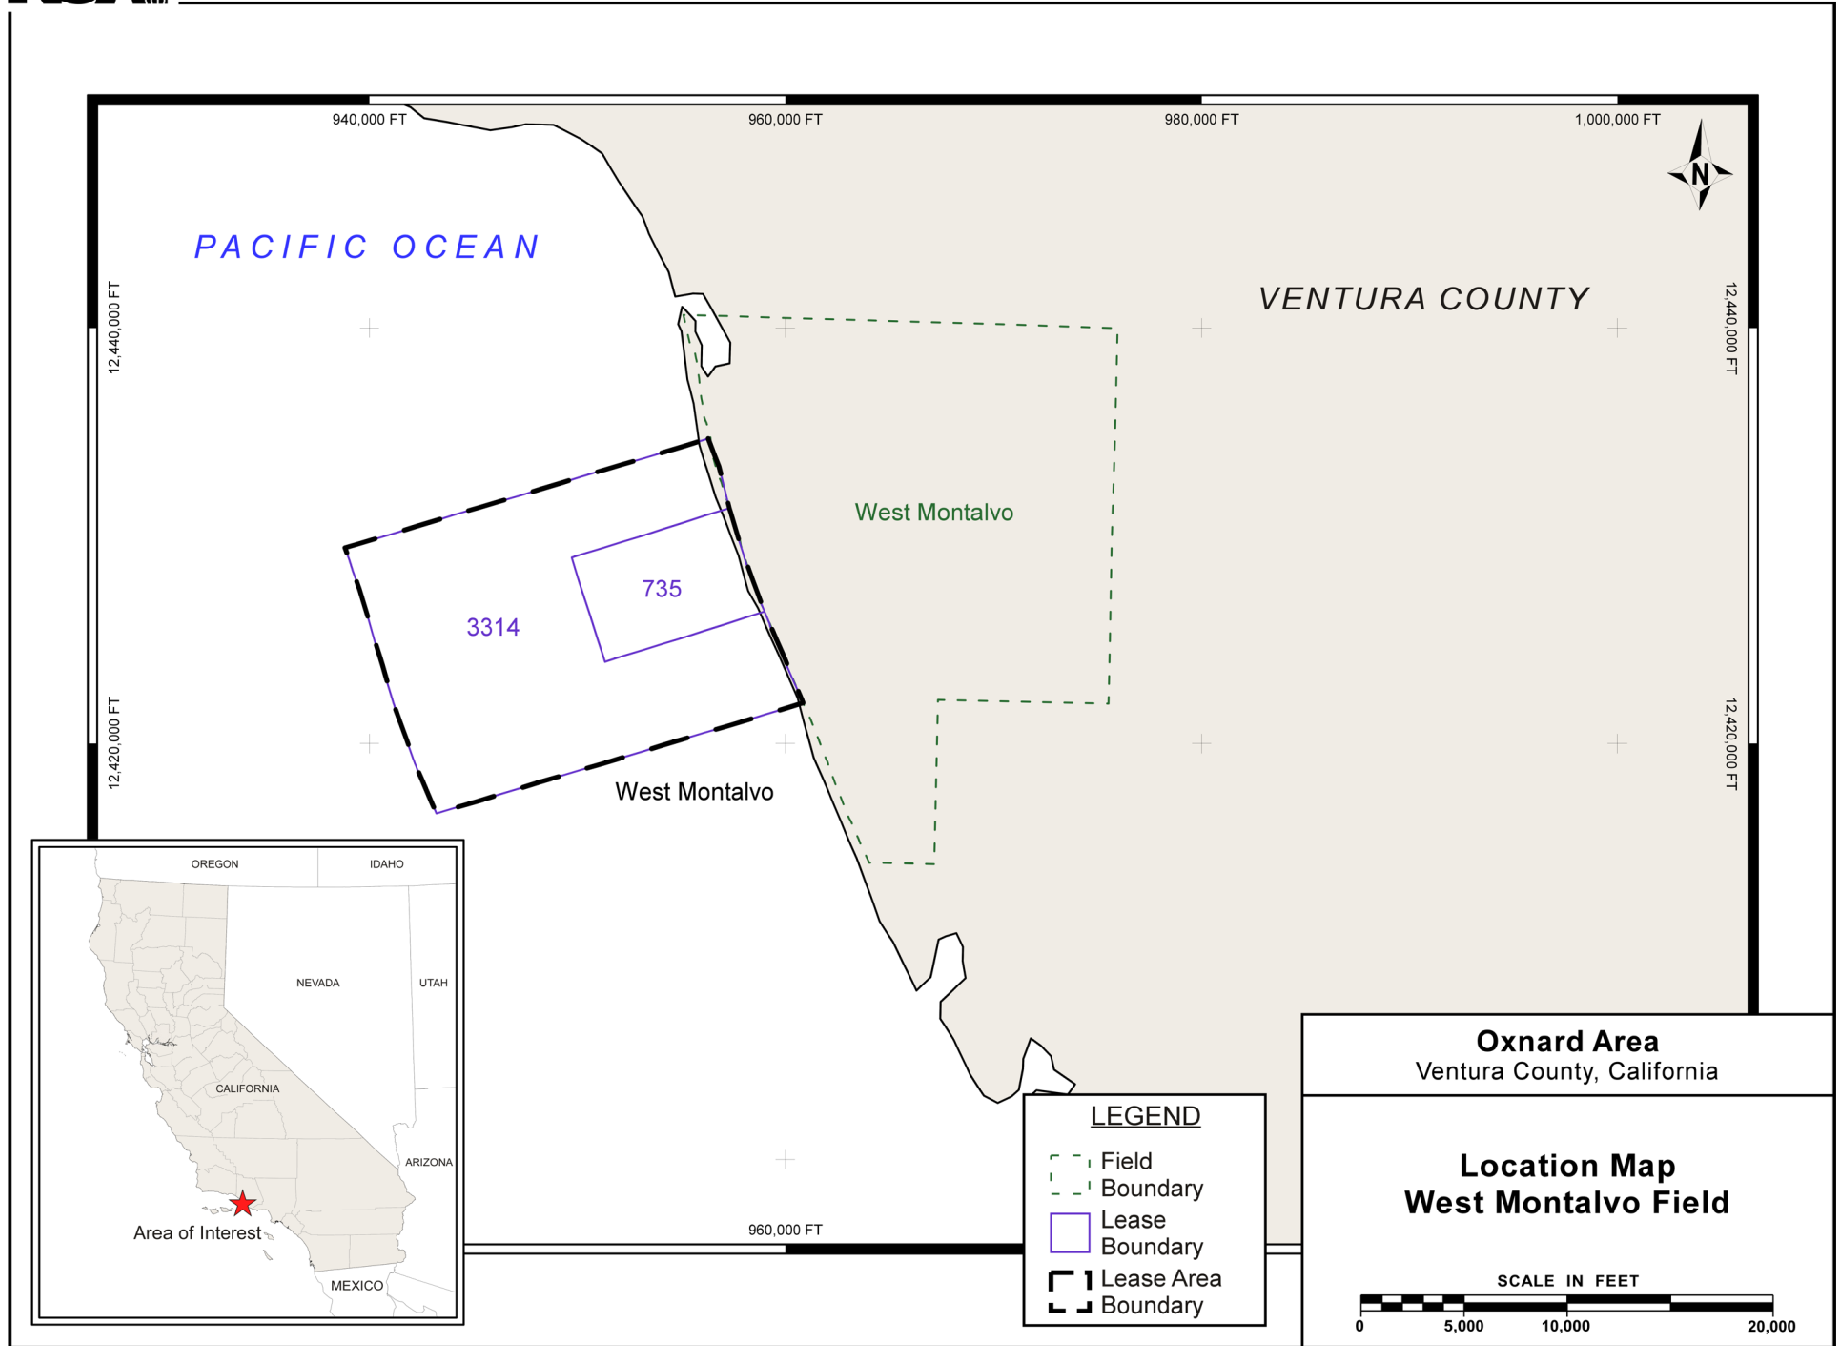 940,000 FT
960,000 FT
980,000 FT
1,000,000 FT
N
PACIFIC OCEAN
VENTURA COUNTY
12,440,000 FT
12,440,000 FT
West Montalvo
735
3314
12,420,000 FT
12,420,000 FT
West Montalvo
OREGON
IDAHO
NEVADA
UTAH
CALIFORNIA
ARIZONA
Area of Interest
MEXICO
960,000 FT
LEGEND
Field
Boundary
Lease
Boundary
Lease Area
Boundary
Oxnard Area
Ventura County, California
Location Map
West Montalvo Field
SCALE IN FEET
0
5,000
10,000
20,000